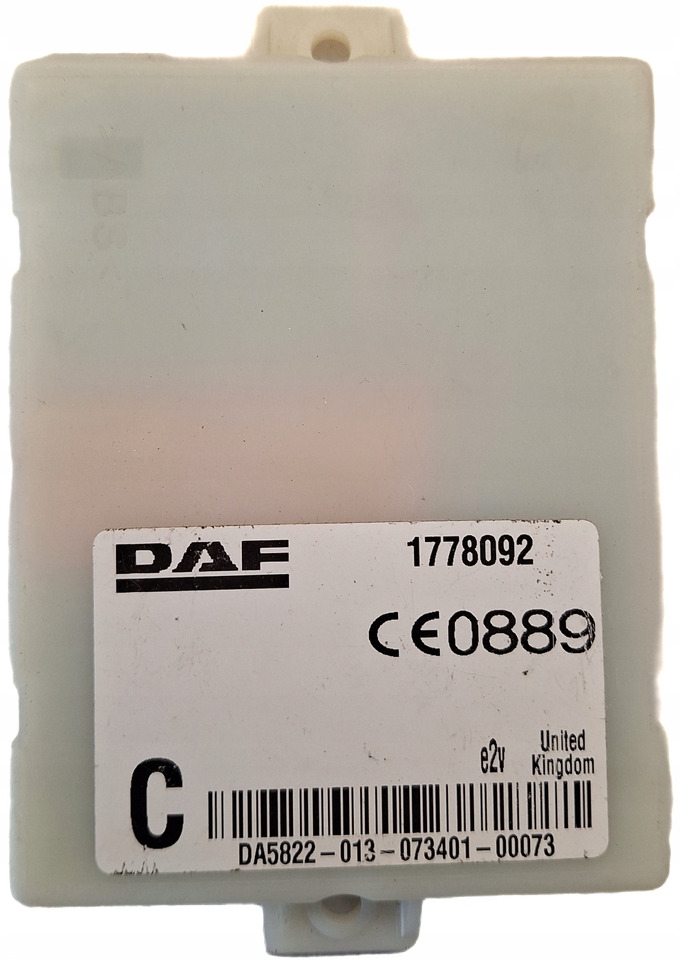 DAF
1778092
CE0889
e2v
United
Kingdom
C
DA5822-013-073401-00073